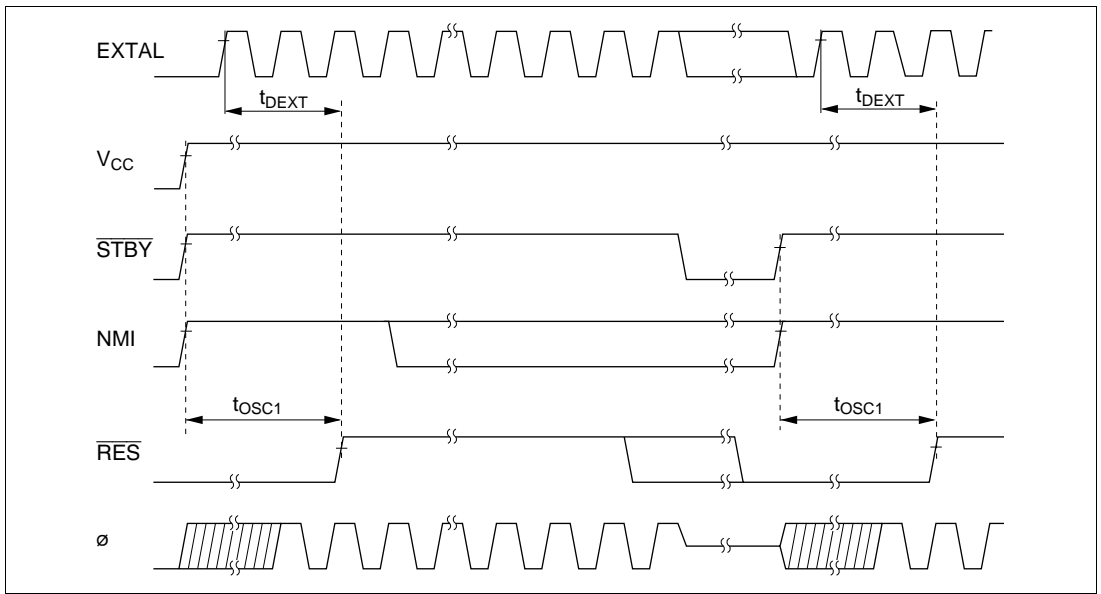 EXTAL
tDEXT
tDEXT
VCC
STBY
NMI
tOSC1
tOSC1
RES
ø